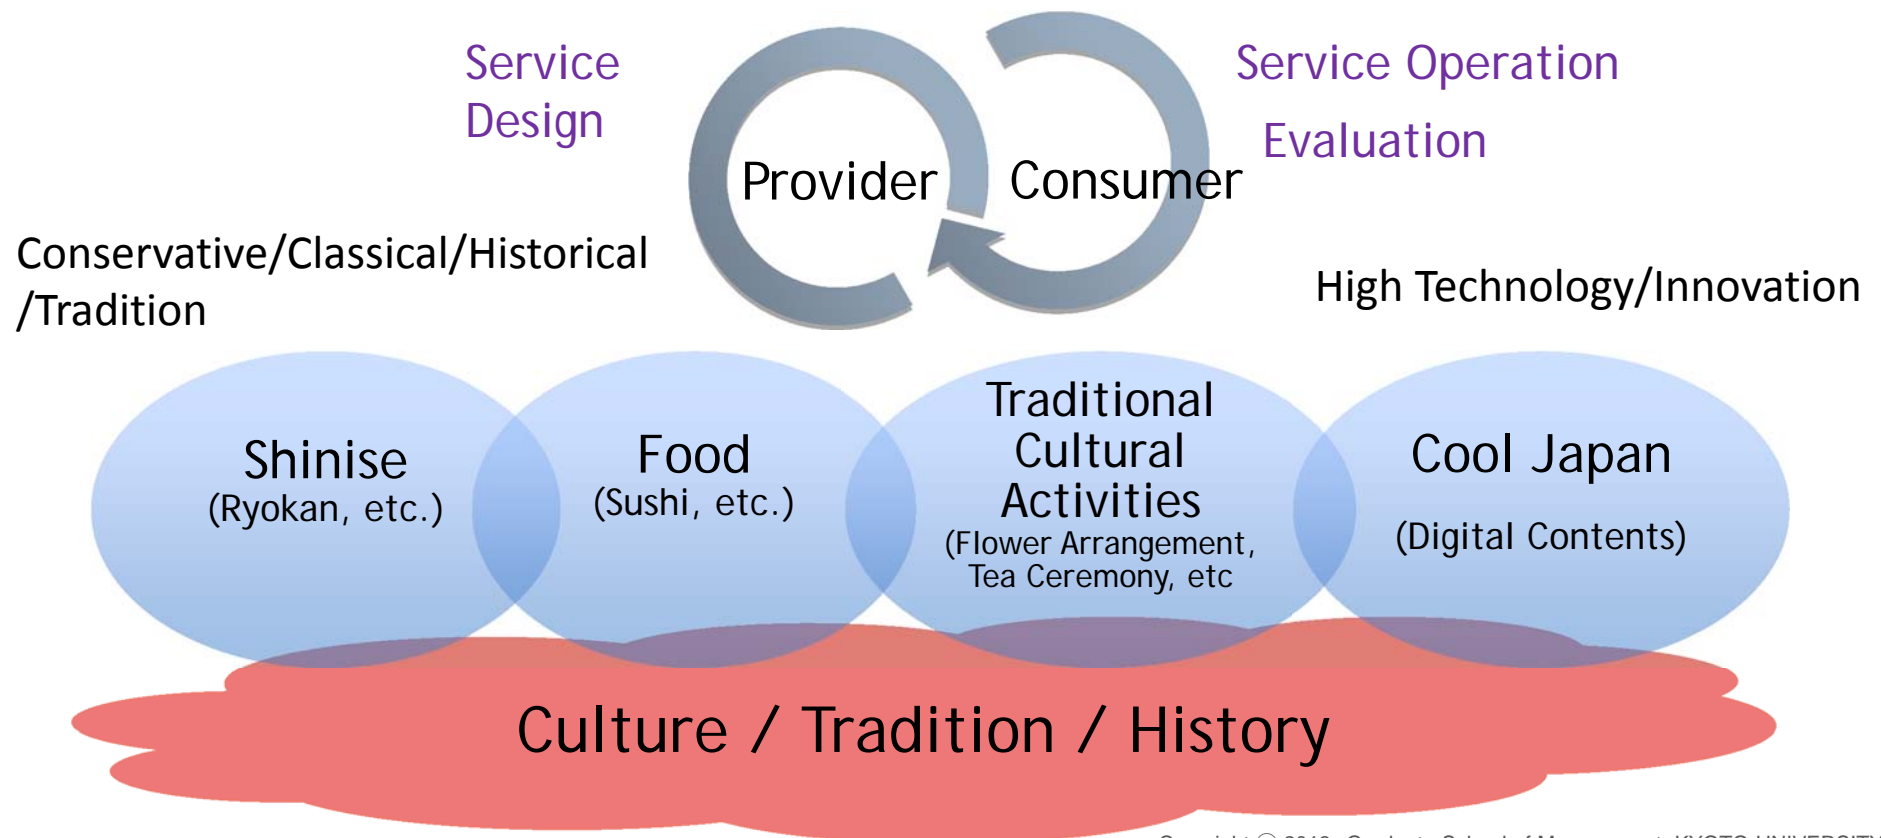 Service
Design
Service Operation
Evaluation
Provider
Consumer
Conservative/Classical/Historical
/Tradition
High Technology/Innovation
Shinise
(Ryokan, etc.)
Food
(Sushi, etc.)
Traditional
Cultural
Activities
(Flower Arrangement,
Tea Ceremony, etc
Cool Japan
(Digital Contents)
Culture / Tradition / History